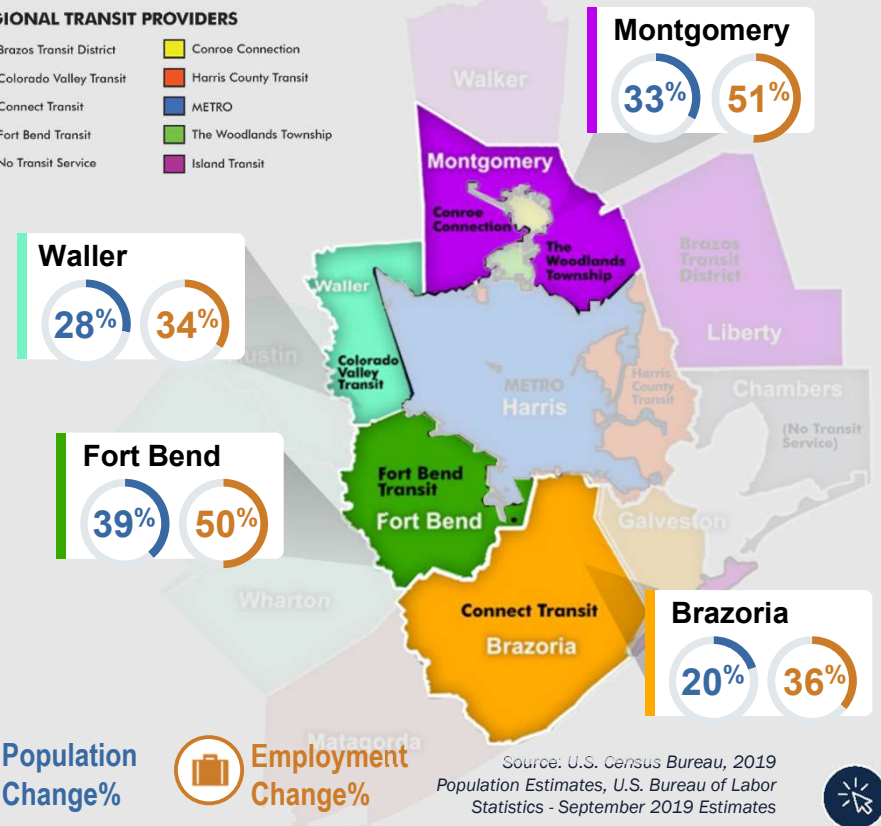 GIONAL TRANSIT PROVIDERS
Brazos Transit District
Conroe Connection
Colorado Valley Transit
Harris County Transit
Connect Transit
METRO
Fort Bend Transit
The Woodlands Township
No Transit Service
Island Transit
Montgomery
33%
51%
Walker
Montgomery
Conroe
Connection
The
Woodlands
Township
Brazos
Transit
District
Liberty
Waller
28%
34%
Waller
Austin
Colorado
Valley
Transit
METRO
Harris
Harris
County
Transit
Chambers
(No Transit
Service)
Fort Bend
39%
50%
Fort Bend
Transit
Fort Bend
Galveston
Wharton
Connect Transit
Brazoria
Brazoria
20%
36%
Matagorda
Population
Change%
Employment
Change%
Source: U.S. Census Bureau, 2019
Population Estimates, U.S. Bureau of Labor
Statistics - September 2019 Estimates